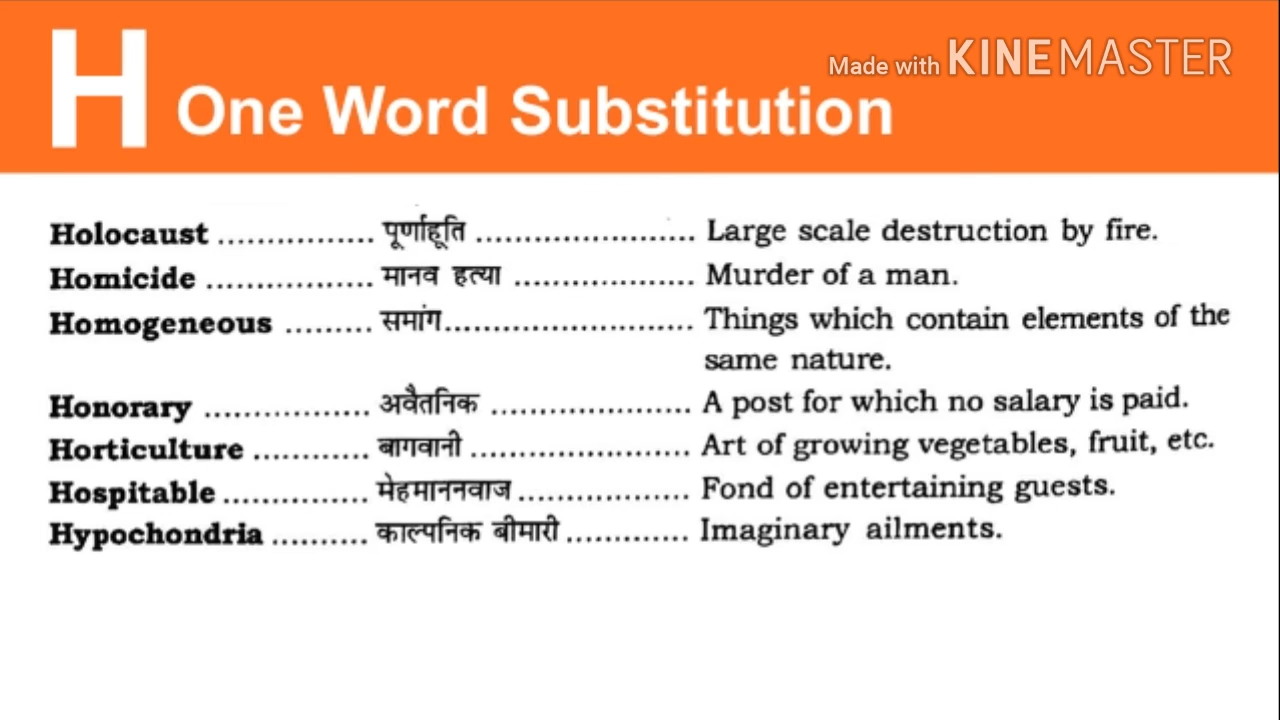 Made with KINEMASTER
H One Word Substitution
Holocaust ................ पूर्णाहूति ....................... Large scale destruction by fire.
Homicide ................. मानव हत्या ................... Murder of a man.
Homogeneous ......... समांग.......................... Things which contain elements of the
same nature.
Honorary ................. अवैतनिक ..................... A post for which no salary is paid.
Horticulture ............ बागवानी ....................... Art of growing vegetables, fruit, etc.
Hospitable ............... मेहमाननवाज .................. Fond of entertaining guests.
Hypochondria .......... काल्पनिक बीमारी ............. Imaginary ailments.